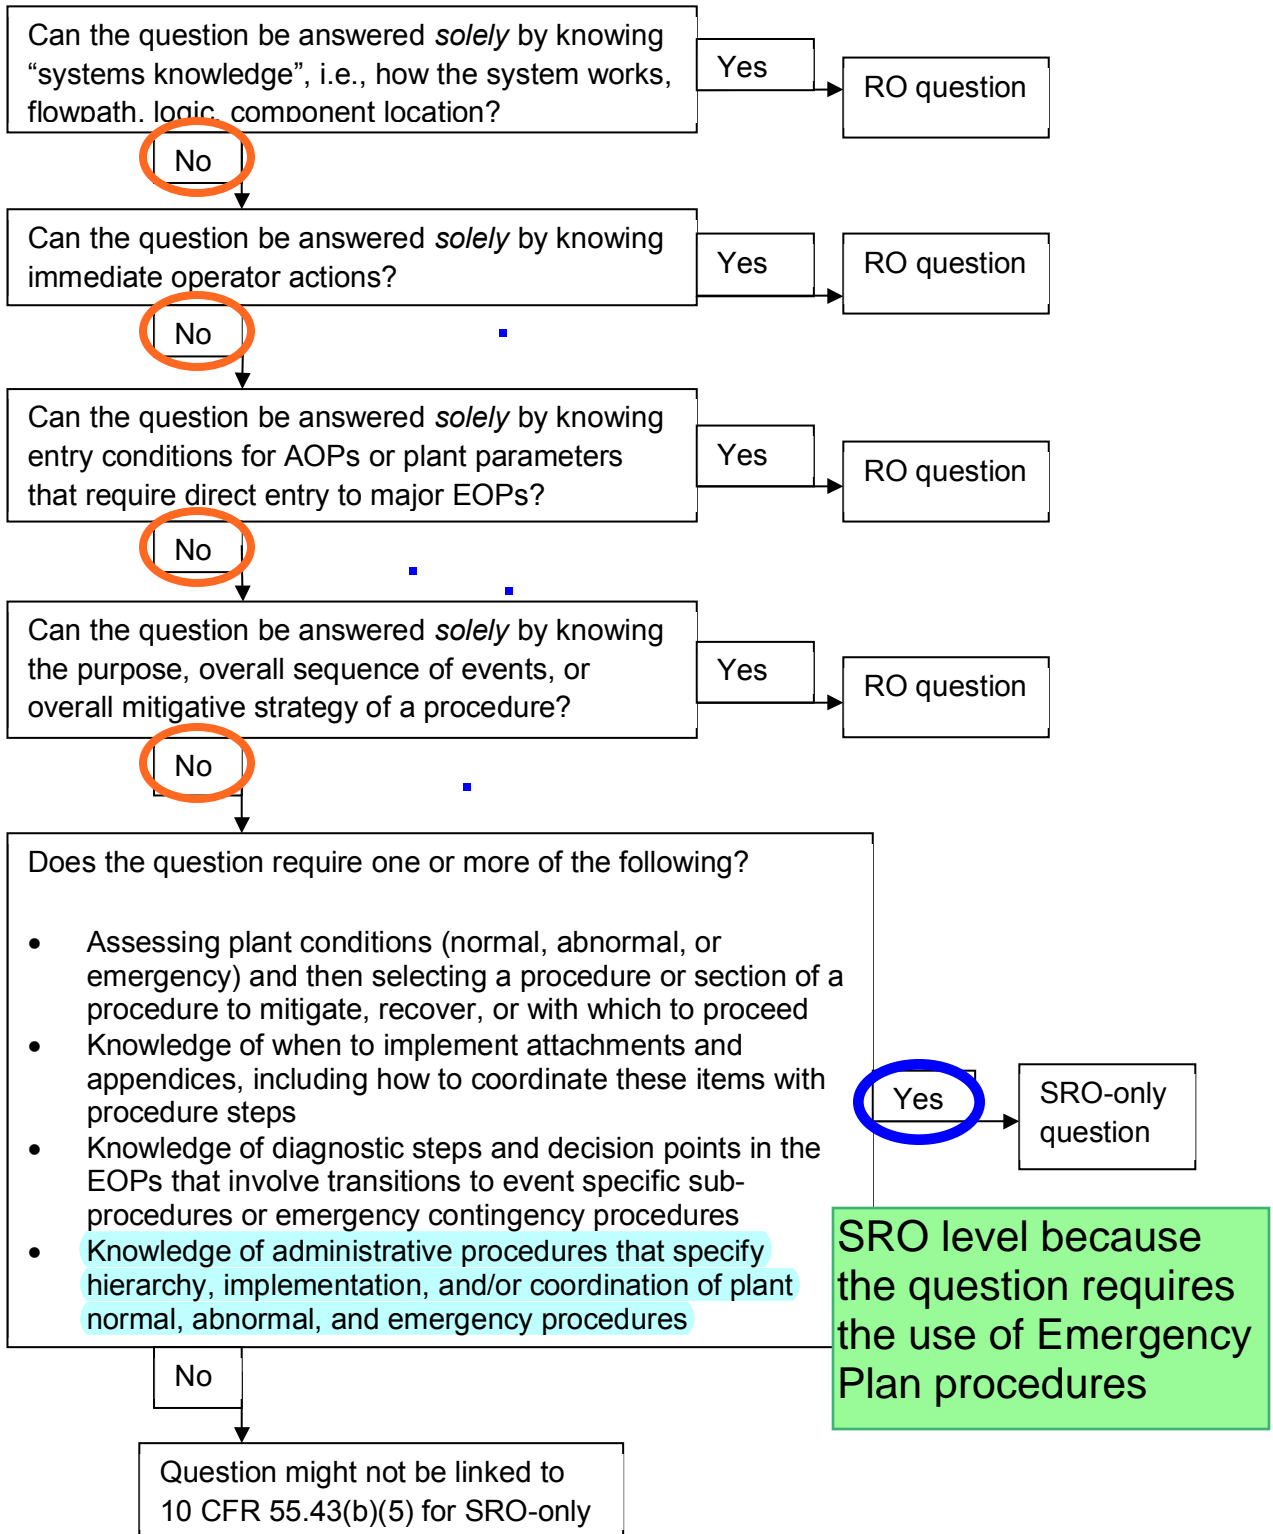 Can the question be answered solely by knowing
“systems knowledge”, i.e., how the system works,
flowpath, logic, component location?
Yes
RO question
No
Can the question be answered solely by knowing
immediate operator actions?
Yes
RO question
No
Can the question be answered solely by knowing
entry conditions for AOPs or plant parameters
that require direct entry to major EOPs?
Yes
RO question
No
Can the question be answered solely by knowing
the purpose, overall sequence of events, or
overall mitigative strategy of a procedure?
Yes
RO question
No
Does the question require one or more of the following?
• Assessing plant conditions (normal, abnormal, or
emergency) and then selecting a procedure or section of a
procedure to mitigate, recover, or with which to proceed
• Knowledge of when to implement attachments and
appendices, including how to coordinate these items with
procedure steps
• Knowledge of diagnostic steps and decision points in the
EOPs that involve transitions to event specific sub-
procedures or emergency contingency procedures
• Knowledge of administrative procedures that specify
hierarchy, implementation, and/or coordination of plant
normal, abnormal, and emergency procedures
Yes
SRO-only
question
SRO level because
the question requires
the use of Emergency
Plan procedures
No
Question might not be linked to
10 CFR 55.43(b)(5) for SRO-only